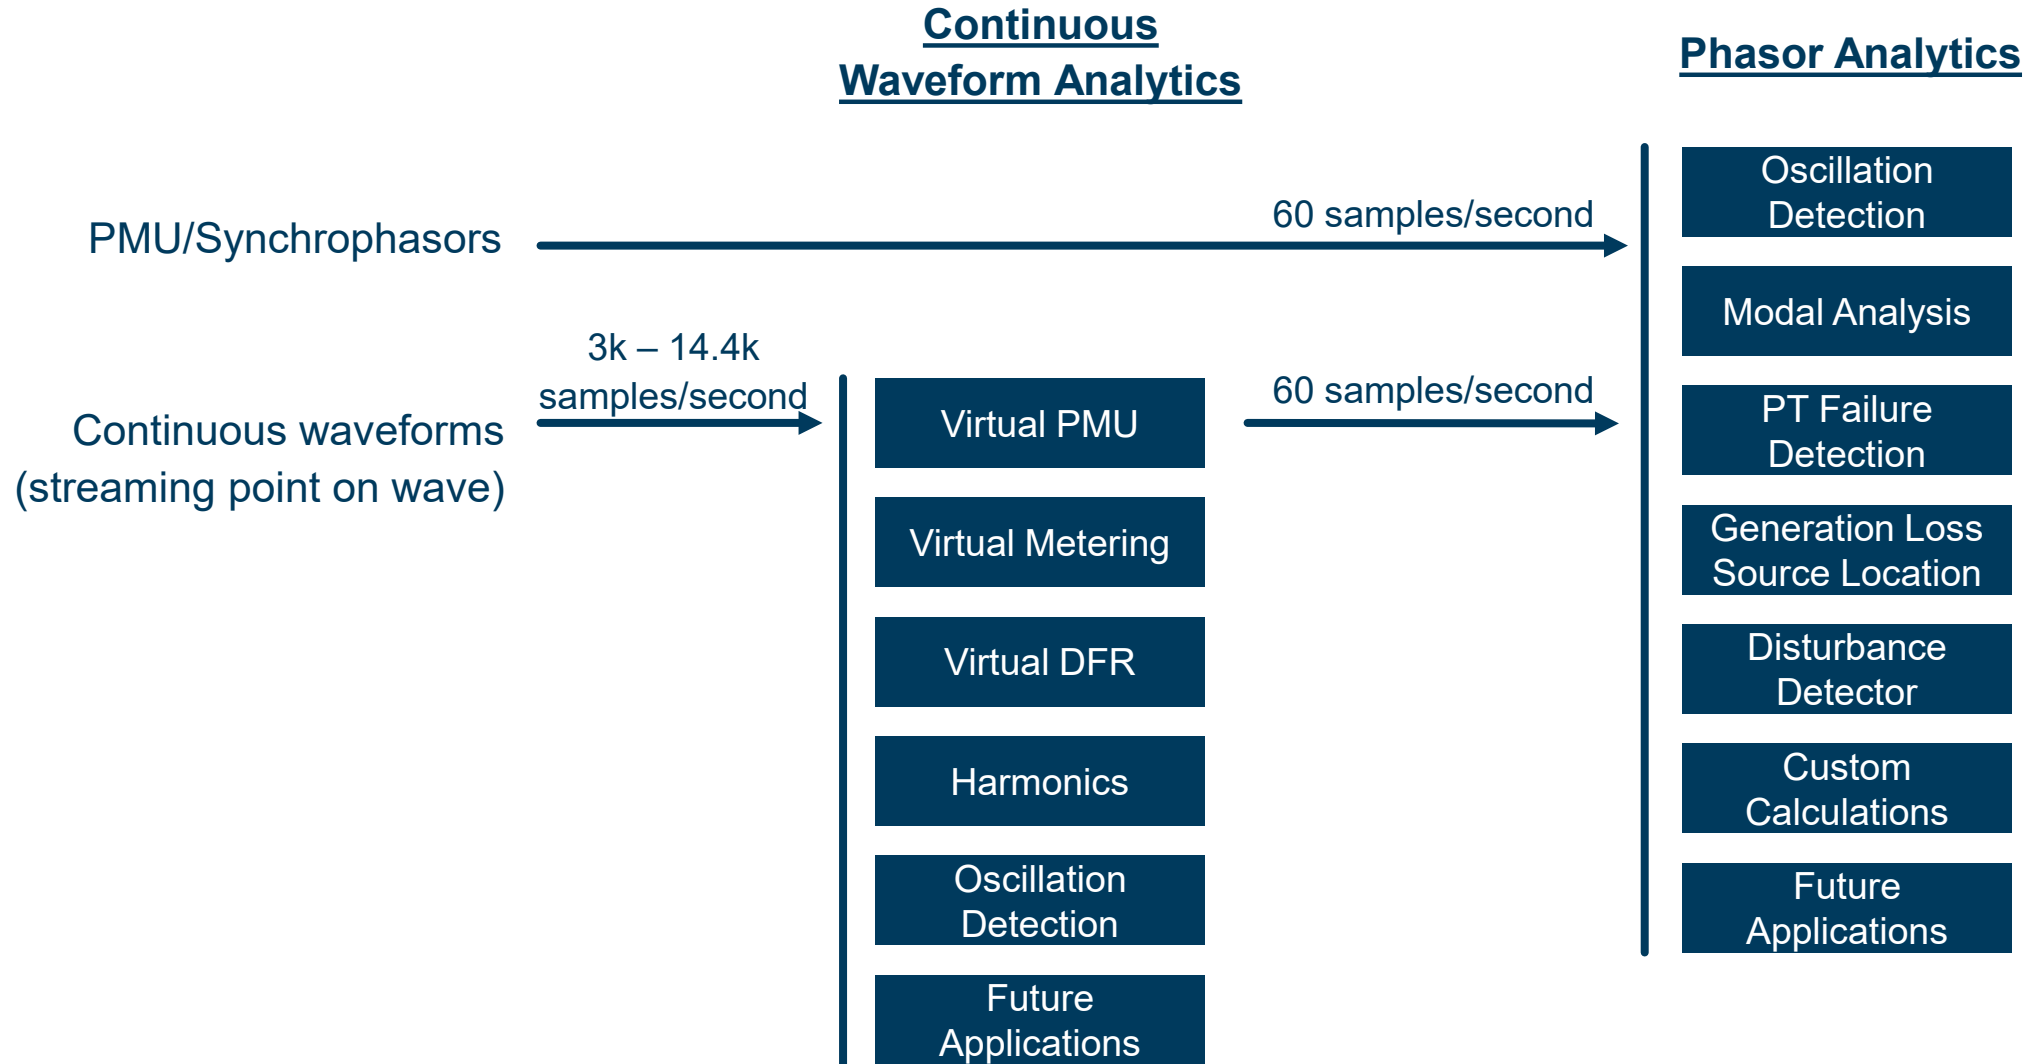 Continuous
Waveform Analytics
Phasor Analytics
PMU/Synchrophasors
60 samples/second
3k – 14.4k
samples/second
Continuous waveforms
(streaming point on wave)
60 samples/second
Virtual PMU
Virtual Metering
Virtual DFR
Harmonics
Oscillation
Detection
Future
Applications
Oscillation
Detection
Modal Analysis
PT Failure
Detection
Generation Loss
Source Location
Disturbance
Detector
Custom
Calculations
Future
Applications